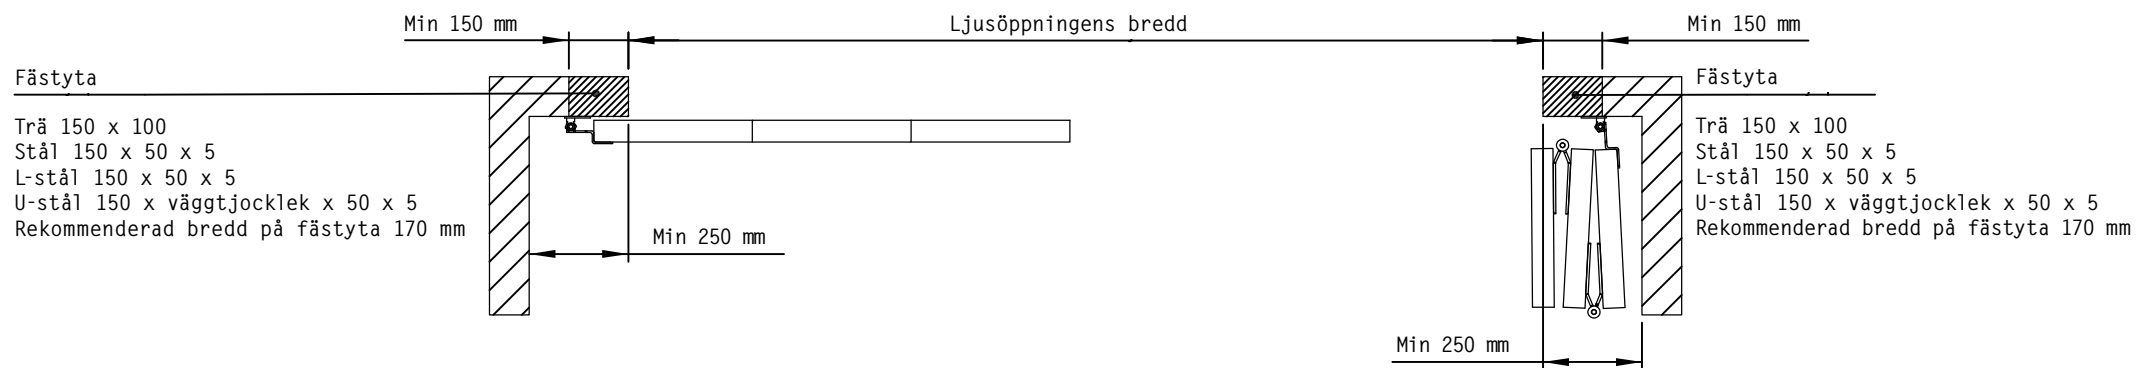 Min 150 mm
Ljusöppningens bredd
Min 150 mm
Fästyta
Trä 150 x 100
Stål 150 x 50 x 5
L-stål 150 x 50 x 5
U-stål 150 x väggtjocklek x 50 x 5
Rekommenderad bredd på fästyta 170 mm
Min 250 mm
Fästyta
Trä 150 x 100
Stål 150 x 50 x 5
L-stål 150 x 50 x 5
U-stål 150 x väggtjocklek x 50 x 5
Rekommenderad bredd på fästyta 170 mm
Min 250 mm